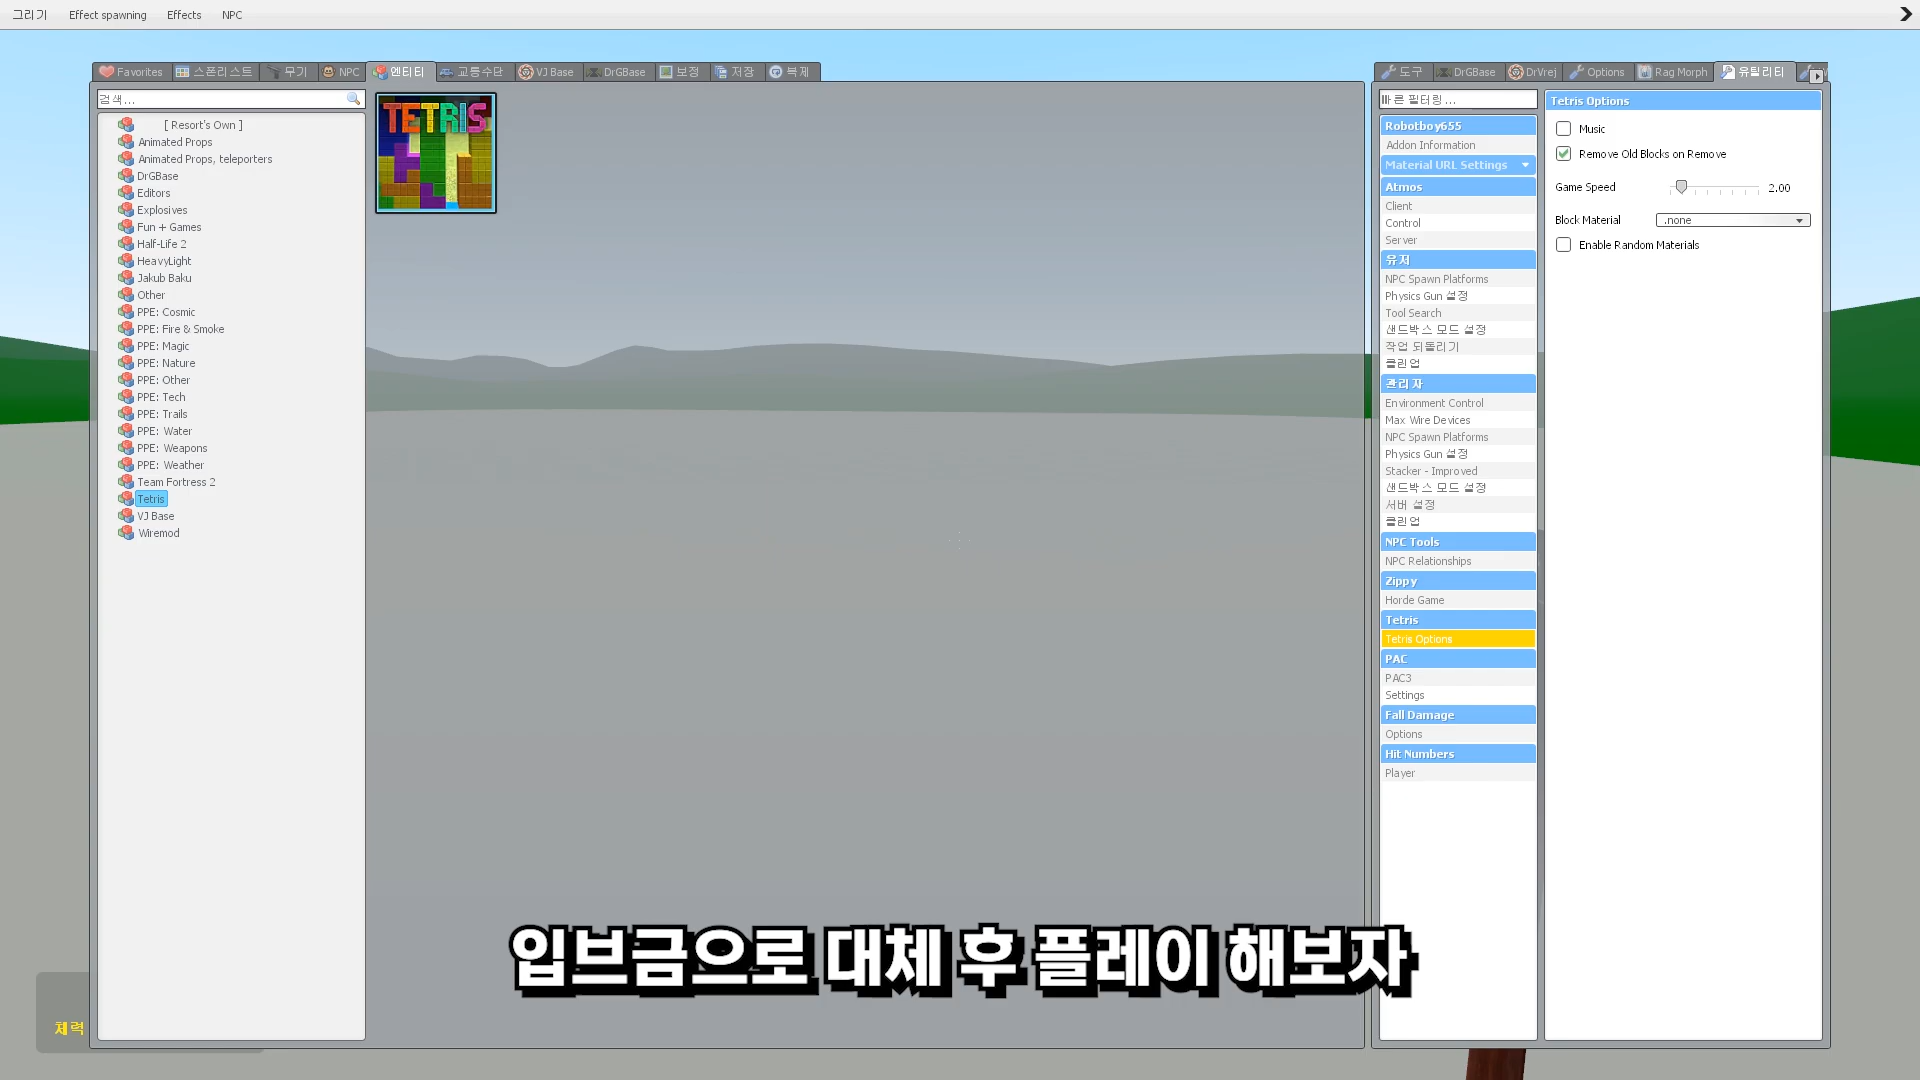 그리기 Effect spawning Effects NPC
Favorites 스폰리스트 무기 NPC 엔티티 교통수단 VJ Base DrGBase 보정 저장 복제
도구 DrGBase DrVrej Options Rag Morph 유틸리티
검색...
[ Resort's Own ]
Animated Props
Animated Props, teleporters
DrGBase
Editors
Explosives
Fun + Games
Half-Life 2
HeavyLight
Jakub Baku
Other
PPE: Cosmic
PPE: Fire & Smoke
PPE: Magic
PPE: Nature
PPE: Other
PPE: Tech
PPE: Trails
PPE: Water
PPE: Weapons
PPE: Weather
Team Fortress 2
Tetris
VJ Base
Wiremod
TETRIS
빠른 필터링...
Robotboy655
Addon Information
Material URL Settings
Atmos
Client
Control
Server
유저
NPC Spawn Platforms
Physics Gun 설정
Tool Search
샌드박스 모드 설정
작업 되돌리기
클린업
관리자
Environment Control
Max Wire Devices
NPC Spawn Platforms
Physics Gun 설정
Stacker - Improved
샌드박스 모드 설정
서버 설정
클린업
NPC Tools
NPC Relationships
Zippy
Horde Game
Tetris
Tetris Options
PAC
PAC3
Settings
Fall Damage
Options
Hit Numbers
Player
Tetris Options
Music
Remove Old Blocks on Remove
Game Speed 2.00
Block Material .none
Enable Random Materials
입브금으로 대체 후 플레이 해보자
체력